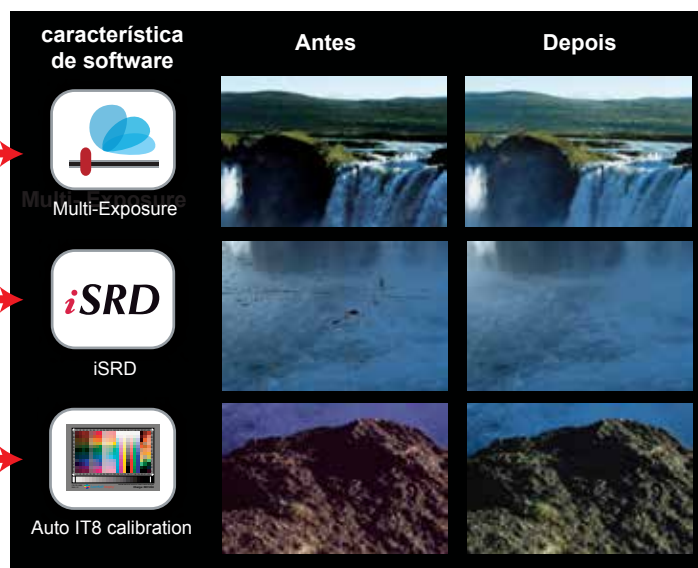 característica
de software
Antes
Depois
Multi-Exposure
Multi-Exposure
iSRD
iSRD
Auto IT8 calibration